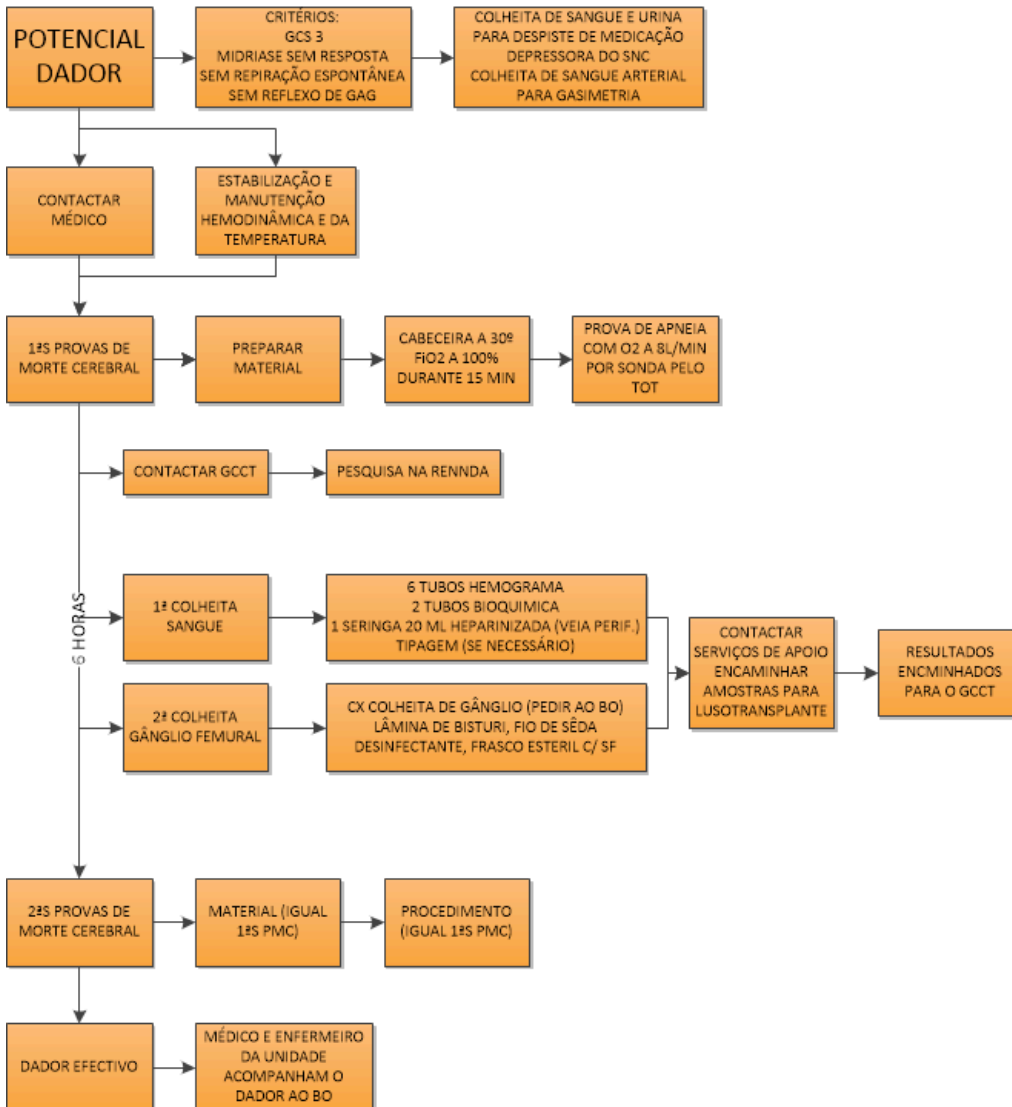 POTENCIAL
DADOR
CRITÉRIOS:
GCS 3
MIDRIASE SEM RESPOSTA
SEM REPIRAÇÃO ESPONTÂNEA
SEM REFLEXO DE GAG
COLHEITA DE SANGUE E URINA
PARA DESPISTE DE MEDICAÇÃO
DEPRESSORA DO SNC
COLHEITA DE SANGUE ARTERIAL
PARA GASIMETRIA
CONTACTAR
MÉDICO
ESTABILIZAÇÃO E
MANUTENÇÃO
HEMODINÂMICA E DA
TEMPERATURA
1ªS PROVAS DE
MORTE CEREBRAL
PREPARAR
MATERIAL
CABECEIRA A 30º
FiO2 A 100%
DURANTE 15 MIN
PROVA DE APNEIA
COM O2 A 8L/MIN
POR SONDA PELO
TOT
CONTACTAR GCCT
PESQUISA NA RENNDA
6 HORAS
1ª COLHEITA
SANGUE
6 TUBOS HEMOGRAMA
2 TUBOS BIOQUIMICA
1 SERINGA 20 ML HEPARINIZADA (VEIA PERIF.)
TIPAGEM (SE NECESSÁRIO)
2ª COLHEITA
GÂNGLIO FEMURAL
CX COLHEITA DE GÂNGLIO (PEDIR AO BO)
LÂMINA DE BISTURI, FIO DE SÊDA
DESINFECTANTE, FRASCO ESTERIL C/ SF
CONTACTAR
SERVIÇOS DE APOIO
ENCAMINHAR
AMOSTRAS PARA
LUSOTRANSPLANTE
RESULTADOS
ENCMINHADOS
PARA O GCCT
2ªS PROVAS DE
MORTE CEREBRAL
MATERIAL (IGUAL
1ªS PMC)
PROCEDIMENTO
(IGUAL 1ªS PMC)
DADOR EFECTIVO
MÉDICO E ENFERMEIRO
DA UNIDADE
ACOMPANHAM O
DADOR AO BO